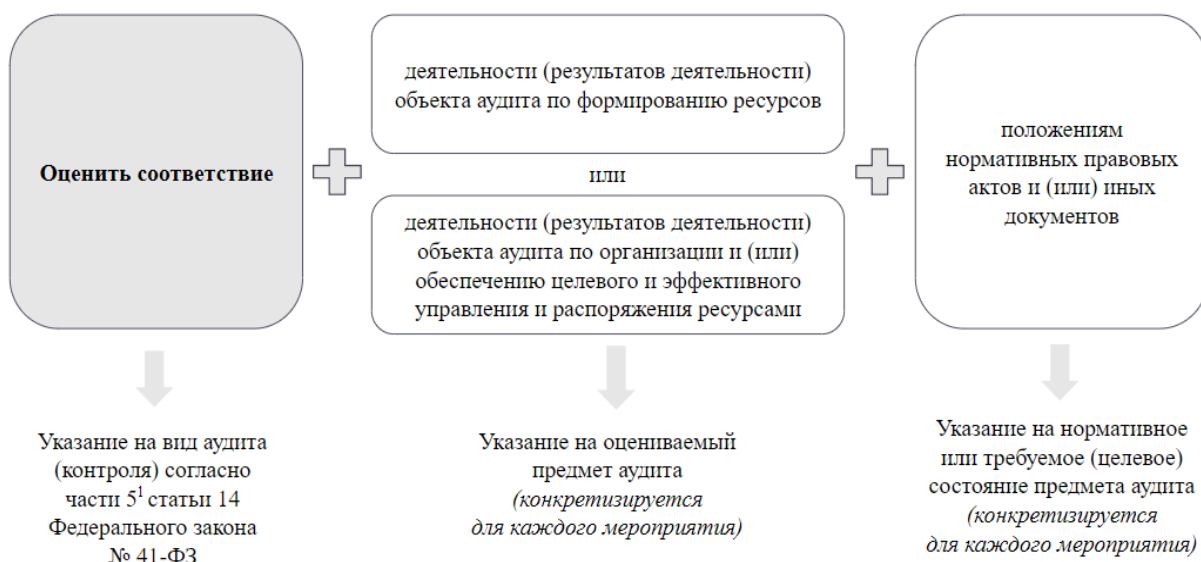 Оценить соответствие
деятельности (результатов деятельности)
объекта аудита по формированию ресурсов
или
деятельности (результатов деятельности)
объекта аудита по организации и (или)
обеспечению целевого и эффективного
управления и распоряжения ресурсами
положениям
нормативных правовых
актов и (или) иных
документов
Указание на вид аудита
(контроля) согласно
части 5¹ статьи 14
Федерального закона
№ 41-ФЗ
Указание на оцениваемый
предмет аудита
(конкретизируется
для каждого мероприятия)
Указание на нормативное
или требуемое (целевое)
состояние предмета аудита
(конкретизируется
для каждого мероприятия)